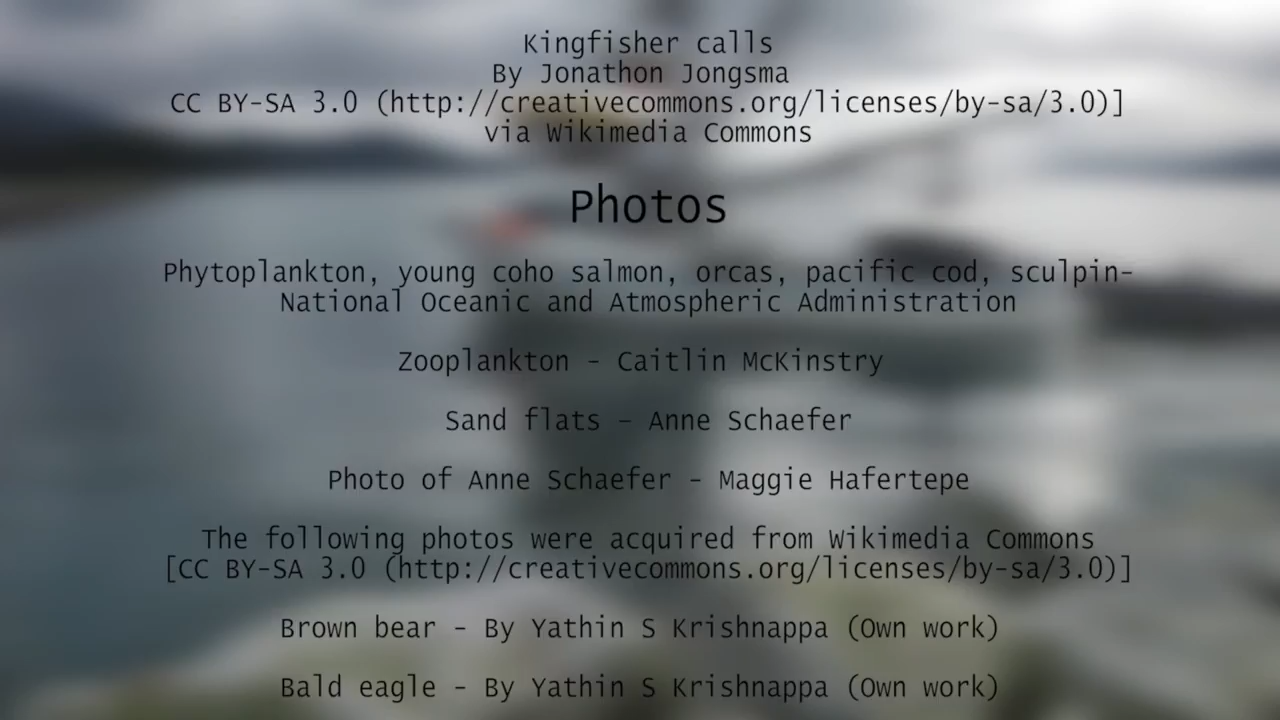 Kingfisher calls
By Jonathon Jongsma
CC BY-SA 3.0 (http://creativecommons.org/licenses/by-sa/3.0)]
via Wikimedia Commons
Photos
Phytoplankton, young coho salmon, orcas, pacific cod, sculpin-
National Oceanic and Atmospheric Administration
Zooplankton - Caitlin McKinstry
Sand flats - Anne Schaefer
Photo of Anne Schaefer - Maggie Hafertepe
The following photos were acquired from Wikimedia Commons
[CC BY-SA 3.0 (http://creativecommons.org/licenses/by-sa/3.0)]
Brown bear - By Yathin S Krishnappa (Own work)
Bald eagle - By Yathin S Krishnappa (Own work)